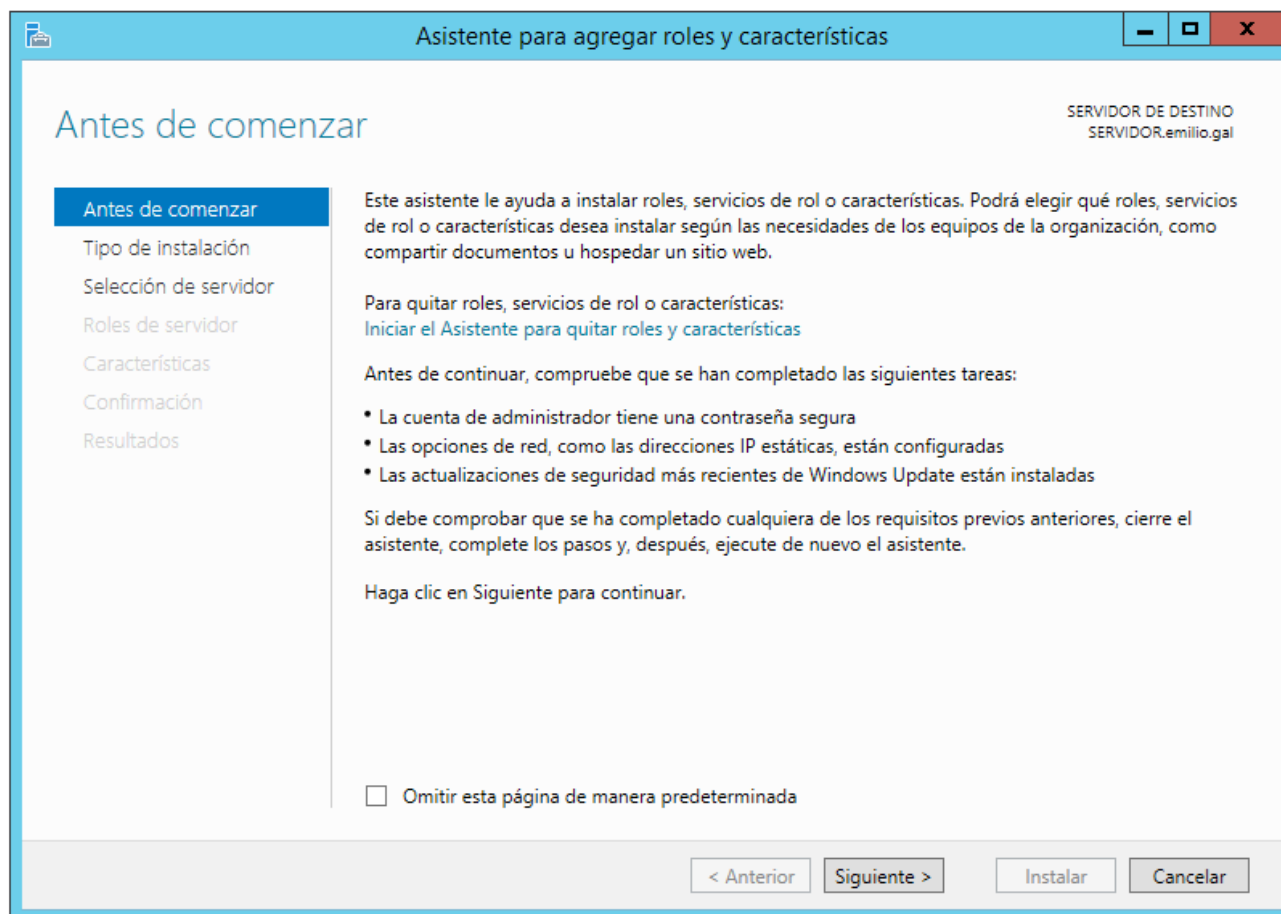 Asistente para agregar roles y características
Antes de comenzar
SERVIDOR DE DESTINO
SERVIDOR.emilio.gal
Antes de comenzar
Tipo de instalación
Selección de servidor
Roles de servidor
Características
Confirmación
Resultados
Este asistente le ayuda a instalar roles, servicios de rol o características. Podrá elegir qué roles, servicios
de rol o características desea instalar según las necesidades de los equipos de la organización, como
compartir documentos u hospedar un sitio web.
Para quitar roles, servicios de rol o características:
Iniciar el Asistente para quitar roles y características
Antes de continuar, compruebe que se han completado las siguientes tareas:
• La cuenta de administrador tiene una contraseña segura
• Las opciones de red, como las direcciones IP estáticas, están configuradas
• Las actualizaciones de seguridad más recientes de Windows Update están instaladas
Si debe comprobar que se ha completado cualquiera de los requisitos previos anteriores, cierre el
asistente, complete los pasos y, después, ejecute de nuevo el asistente.
Haga clic en Siguiente para continuar.
Omitir esta página de manera predeterminada
< Anterior
Siguiente >
Instalar
Cancelar